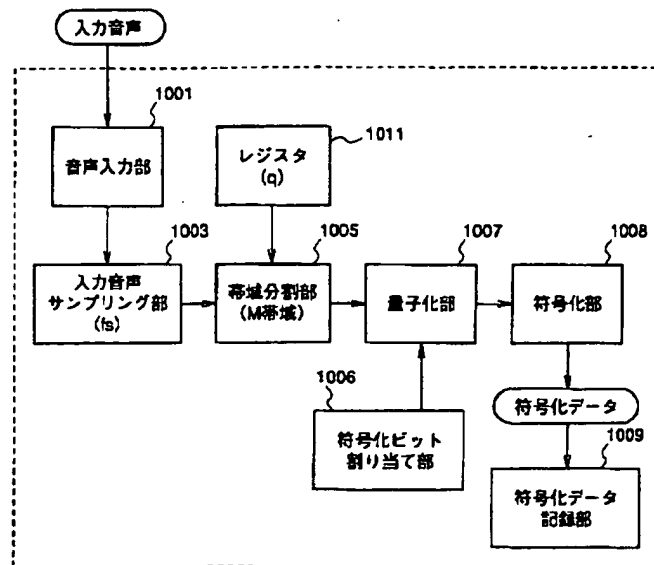 入力音声
1001
音声入力部
1011
レジスタ
(q)
1003
入力音声
サンプリング部
(fs)
1005
帯域分割部
(M帯域)
1007
量子化部
1008
符号化部
1006
符号化ビット
割り当て部
符号化データ
1009
符号化データ
記録部